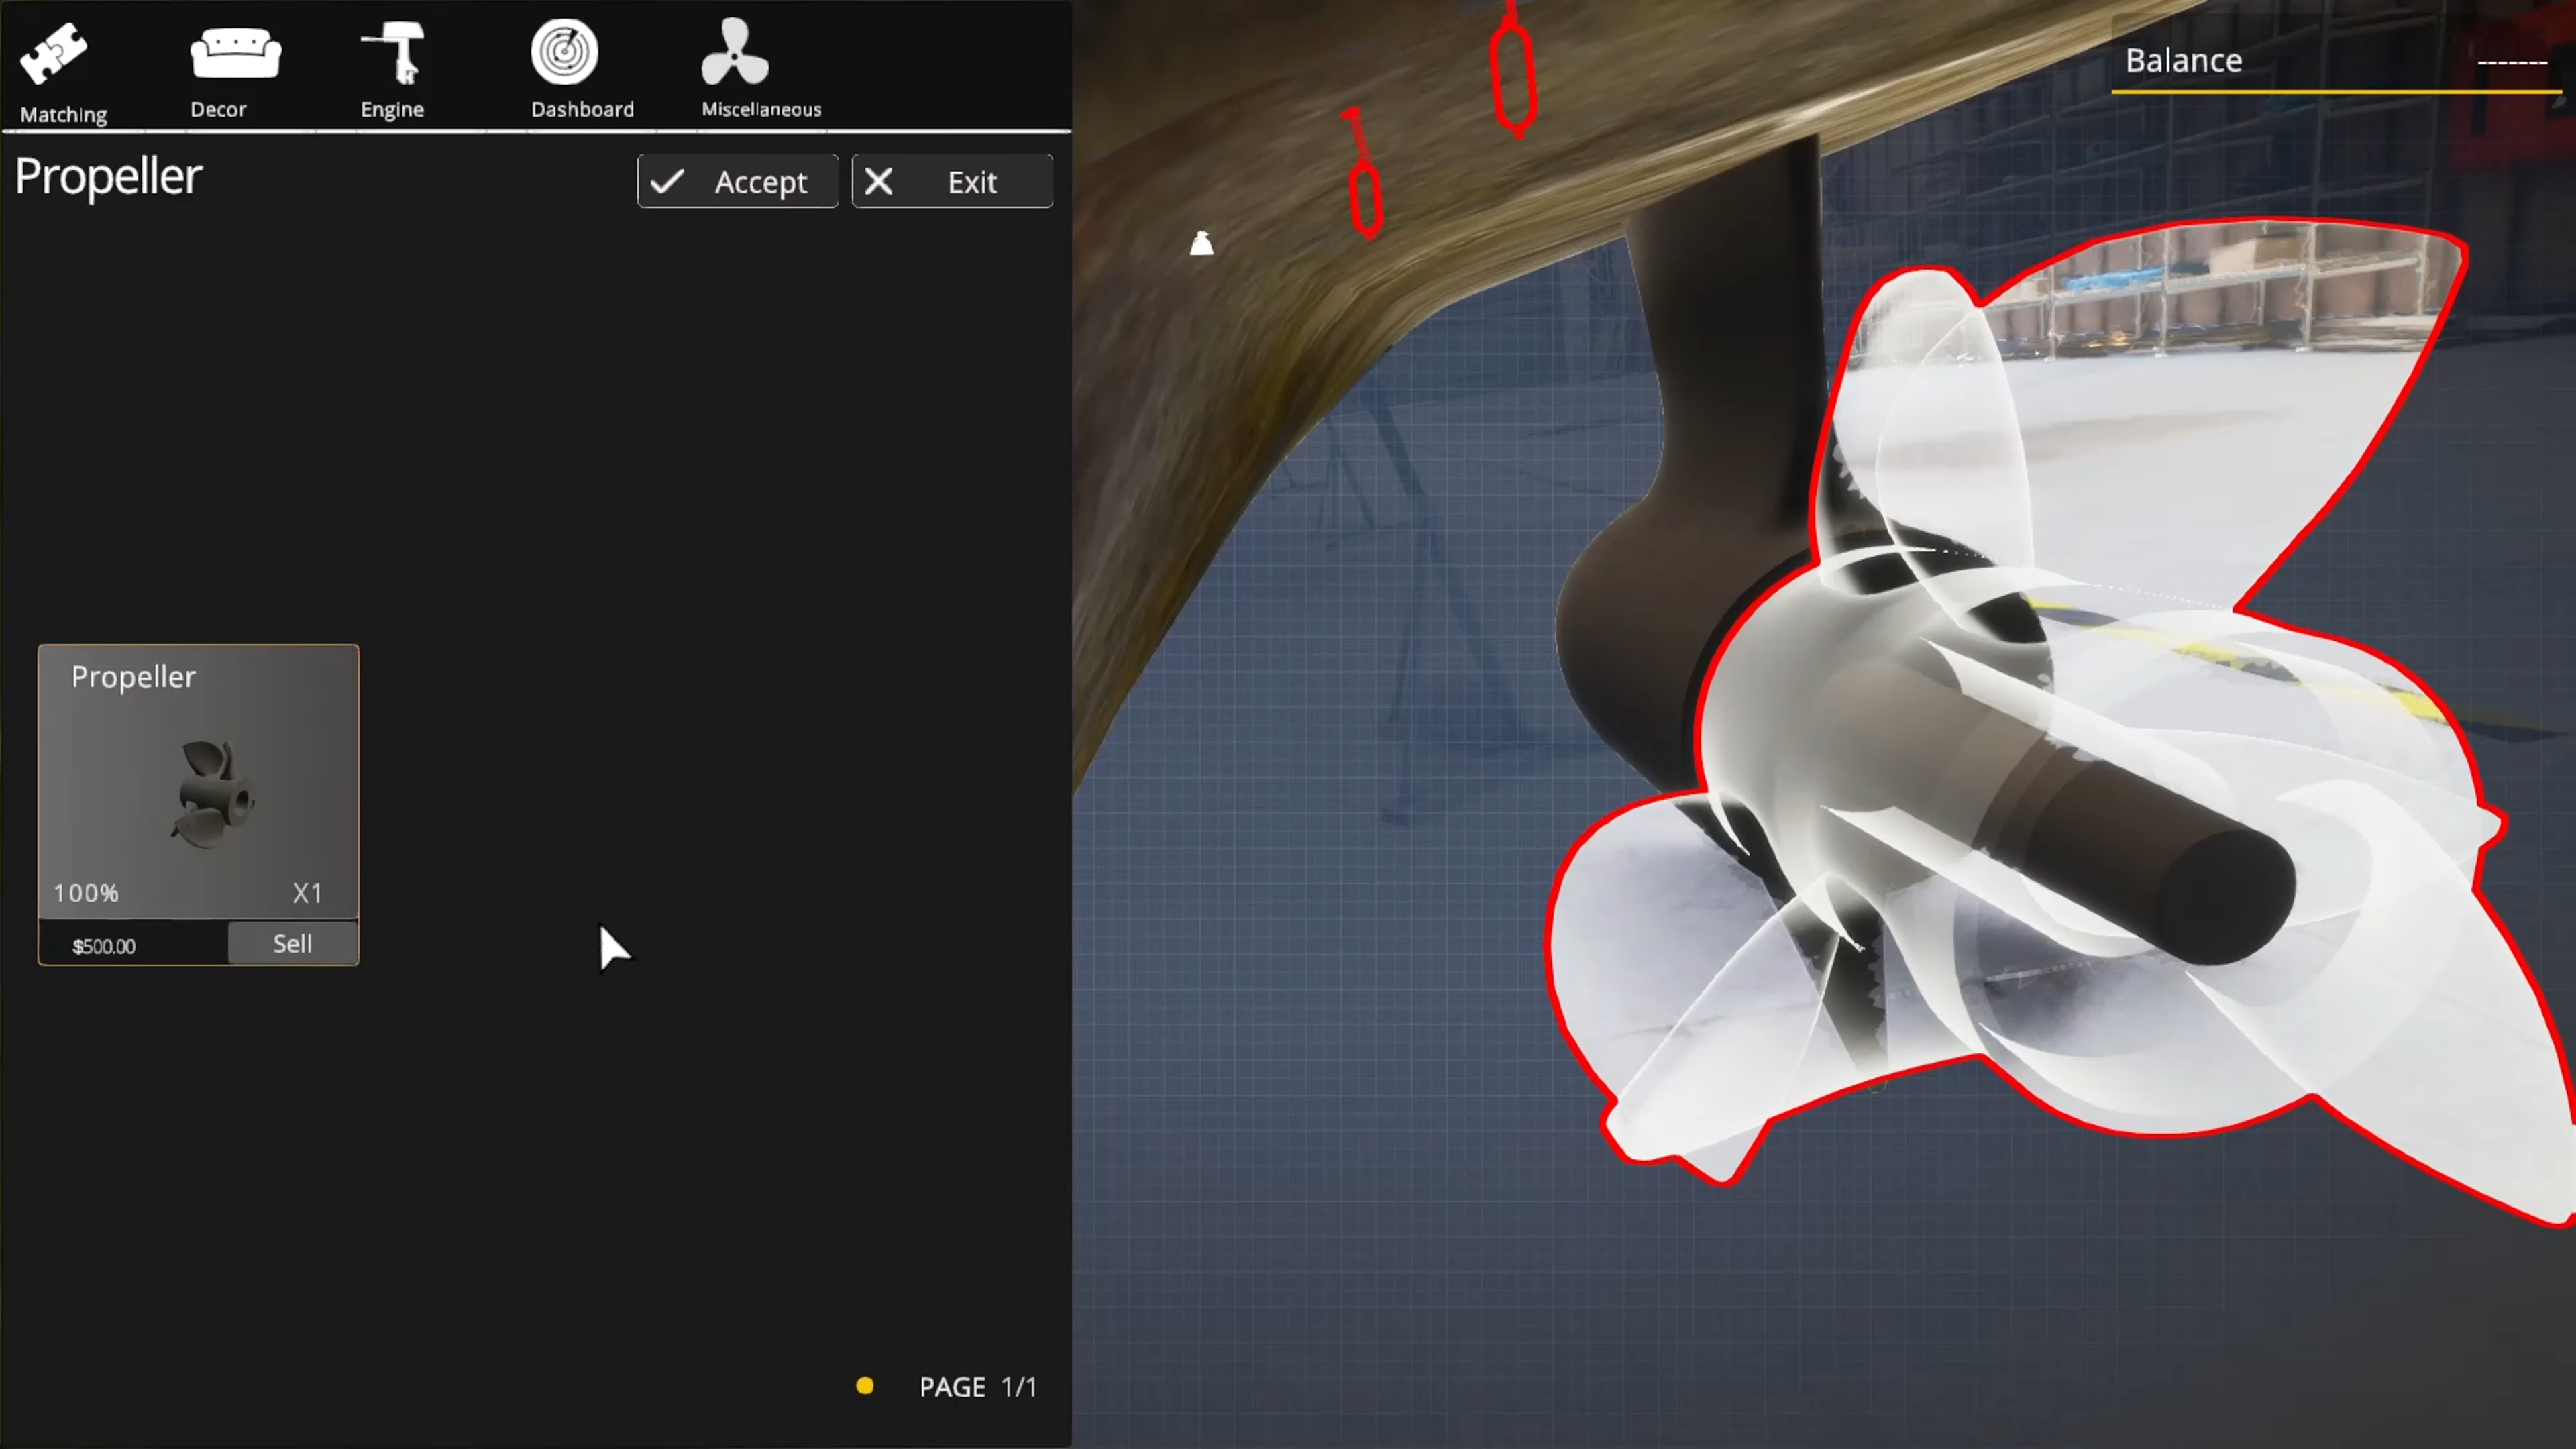 Matching
Decor
Engine
Dashboard
Miscellaneous
Balance -------
Propeller
Accept
Exit
Propeller
100% X1
$500.00 Sell
PAGE 1/1